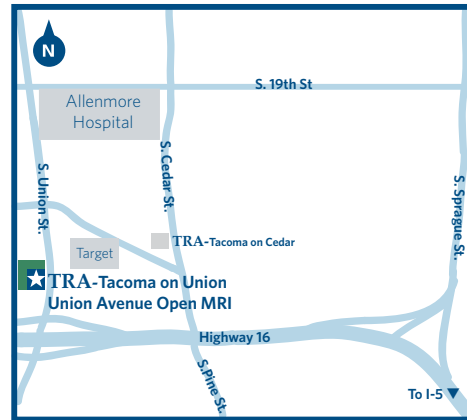 N
S. 19th St
Allenmore
Hospital
S. Union St.
S. Cedar St.
S. Sprague St.
TRA-Tacoma on Cedar
Target
TRA-Tacoma on Union
Union Avenue Open MRI
Highway 16
S.Pine St.
To I-5